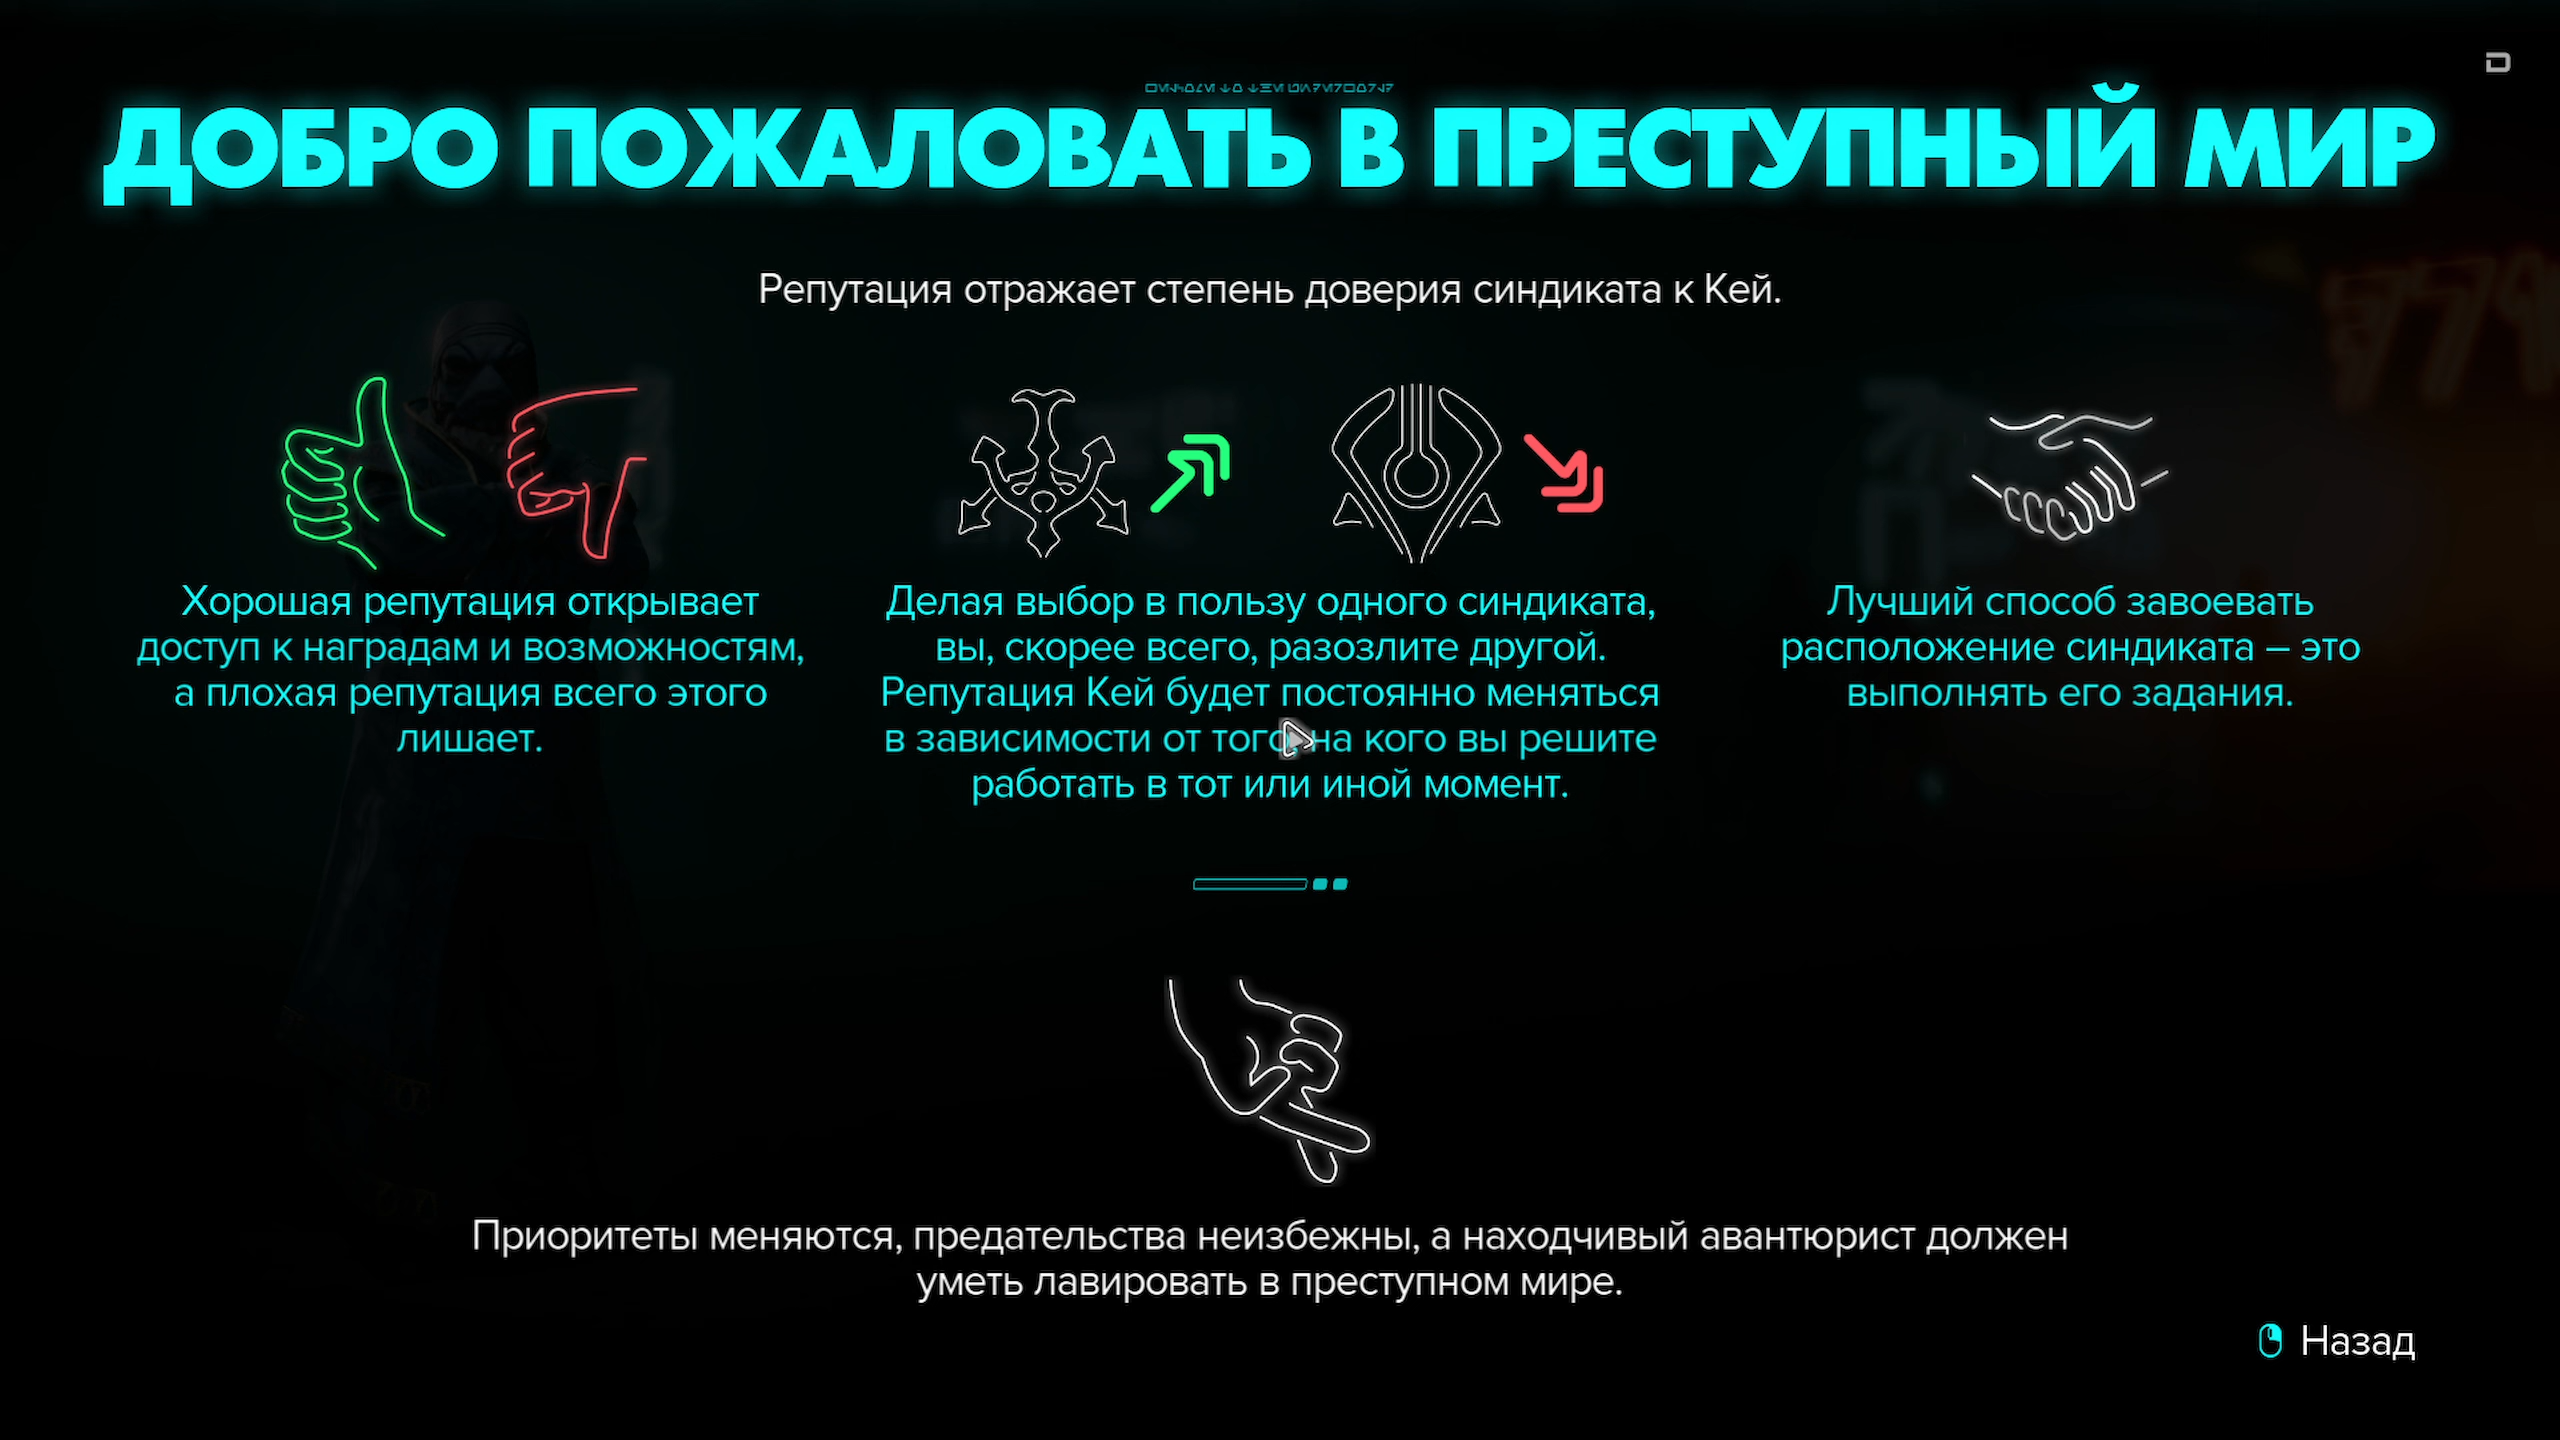 ДОБРО ПОЖАЛОВАТЬ В ПРЕСТУПНЫЙ МИР
Репутация отражает степень доверия синдиката к Кей.
Хорошая репутация открывает
доступ к наградам и возможностям,
а плохая репутация всего этого
лишает.
Делая выбор в пользу одного синдиката,
вы, скорее всего, разозлите другой.
Репутация Кей будет постоянно меняться
в зависимости от того, на кого вы решите
работать в тот или иной момент.
Лучший способ завоевать
расположение синдиката – это
выполнять его задания.
Приоритеты меняются, предательства неизбежны, а находчивый авантюрист должен
уметь лавировать в преступном мире.
Назад